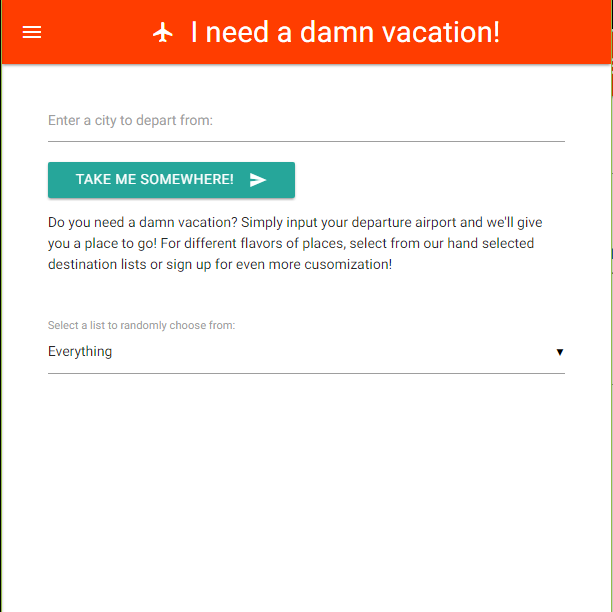 I need a damn vacation!
Enter a city to depart from:
TAKE ME SOMEWHERE!
Do you need a damn vacation? Simply input your departure airport and we'll give
you a place to go! For different flavors of places, select from our hand selected
destination lists or sign up for even more cusomization!
Select a list to randomly choose from:
Everything